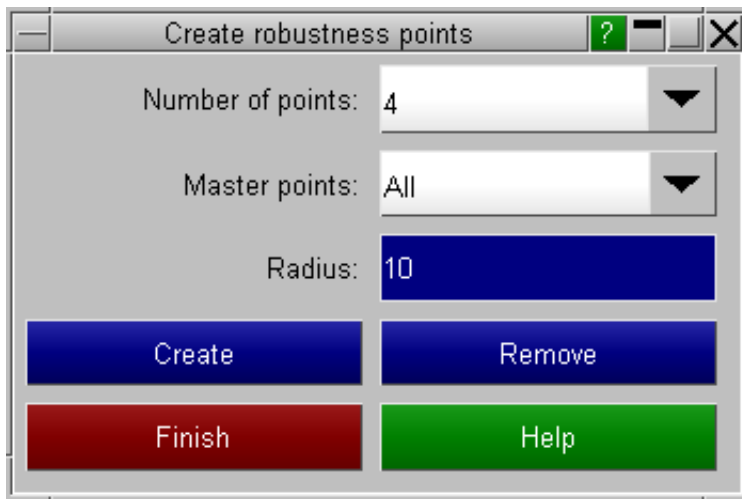 Create robustness points ?
Number of points: 4
Master points: All
Radius: 10
Create Remove
Finish Help